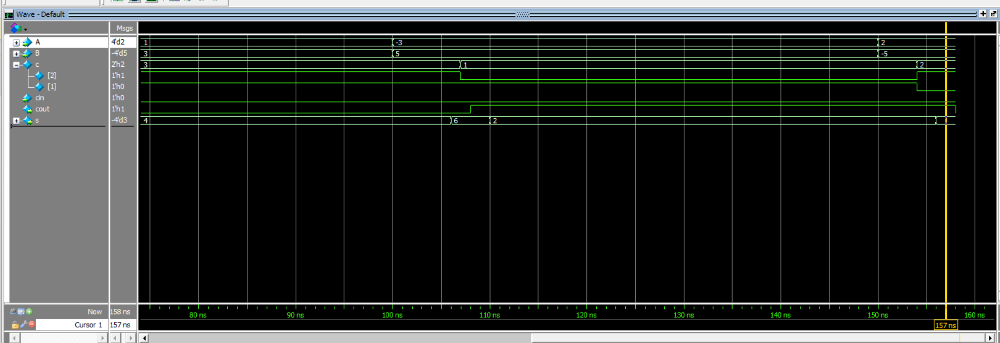 Wave - Default
Msgs
A 4'd2 1 -3 2
B -4'd5 3 5 -5
c 2'h2 3 1 2
[2] 1'h1
[1] 1'h0
cin 1'h0
cout 1'h1
s -4'd3 4 6 2
Now 158 ns 80 ns 90 ns 100 ns 110 ns 120 ns 130 ns 140 ns 150 ns 160 ns
Cursor 1 157 ns 157 ns